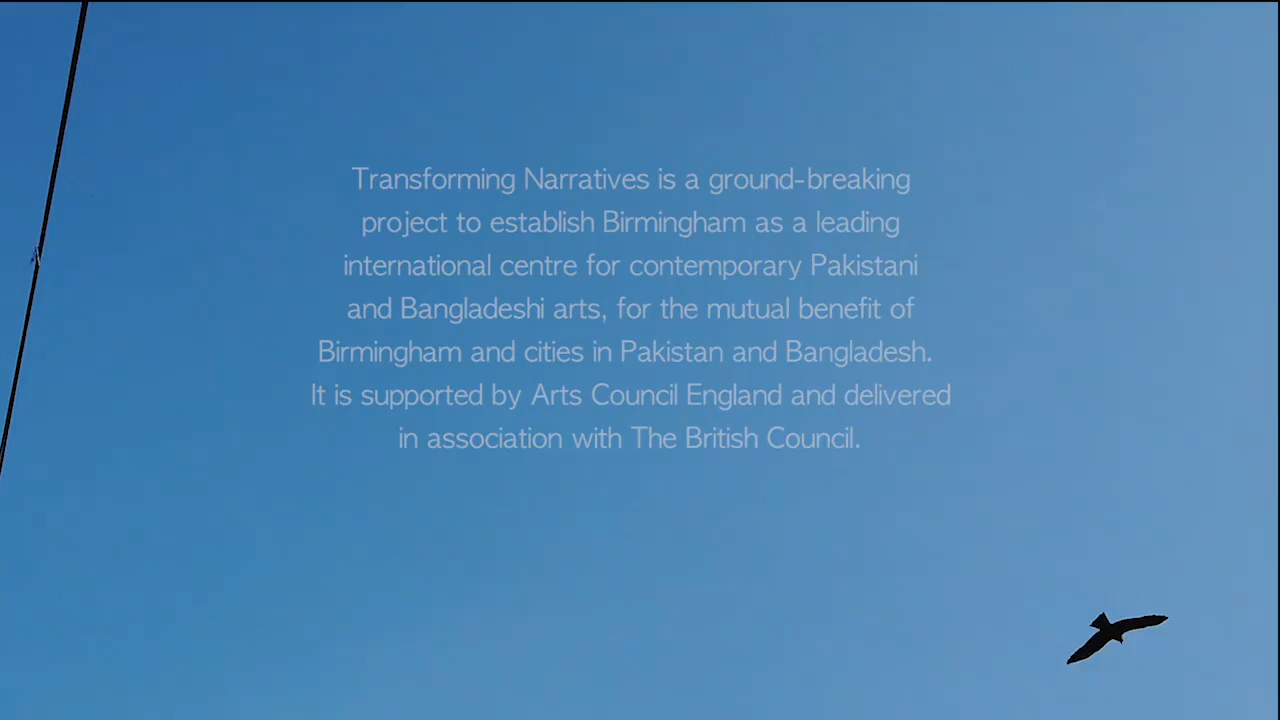 Transforming Narratives is a ground-breaking
project to establish Birmingham as a leading
international centre for contemporary Pakistani
and Bangladeshi arts, for the mutual benefit of
Birmingham and cities in Pakistan and Bangladesh.
It is supported by Arts Council England and delivered
in association with The British Council.